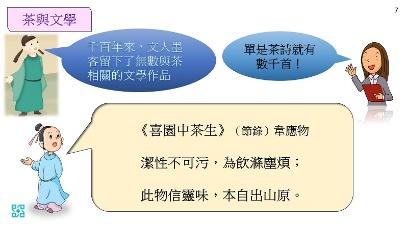 7
茶與文學
千百年來，文人墨
客留下了無數與茶
相關的文學作品
單是茶詩就有
數千首！
《喜園中茶生》（節錄）韋應物
潔性不可污，為飲滌塵煩；
此物信靈味，本自出山原。